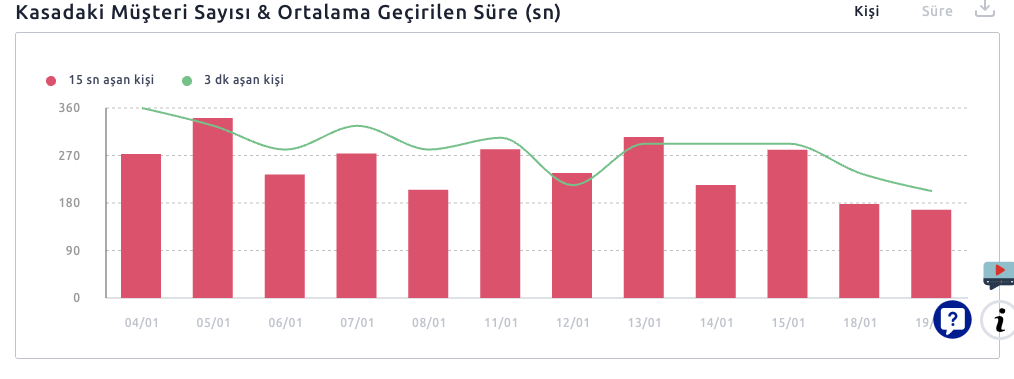 Kasadaki Müşteri Sayısı & Ortalama Geçirilen Süre (sn)
Kişi Süre
15 sn aşan kişi 3 dk aşan kişi
360
270
180
90
0
04/01 05/01 06/01 07/01 08/01 11/01 12/01 13/01 14/01 15/01 18/01 19/
?
i